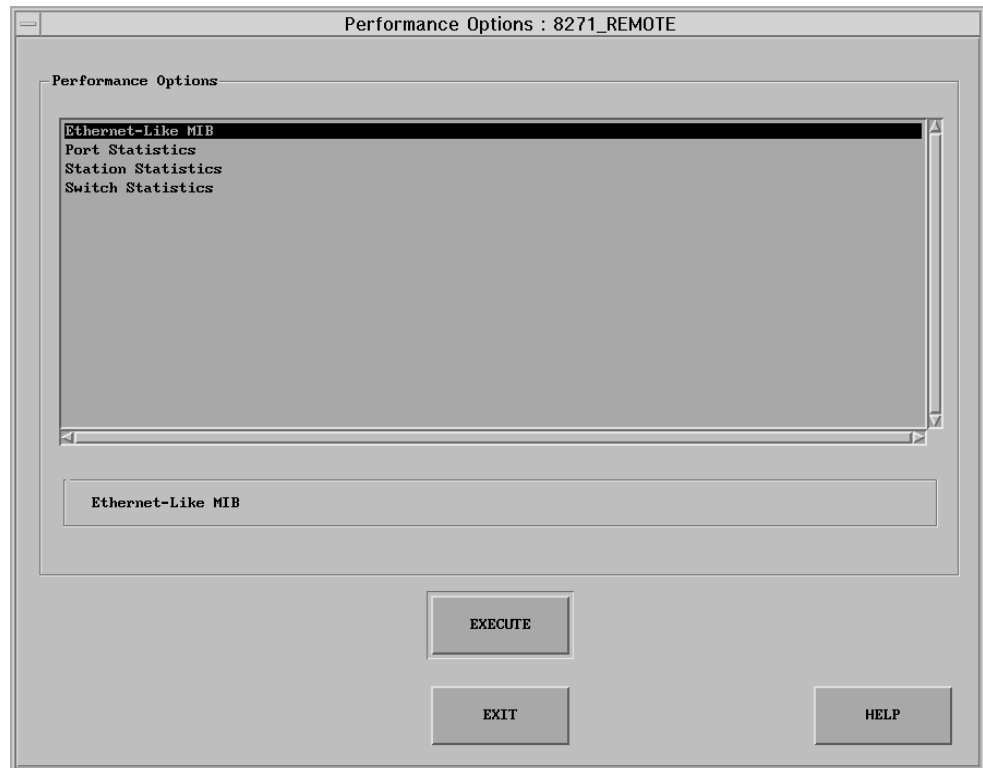 Performance Options : 8271_REMOTE
Performance Options
Ethernet-Like MIB
Port Statistics
Station Statistics
Switch Statistics
Ethernet-Like MIB
EXECUTE
EXIT
HELP